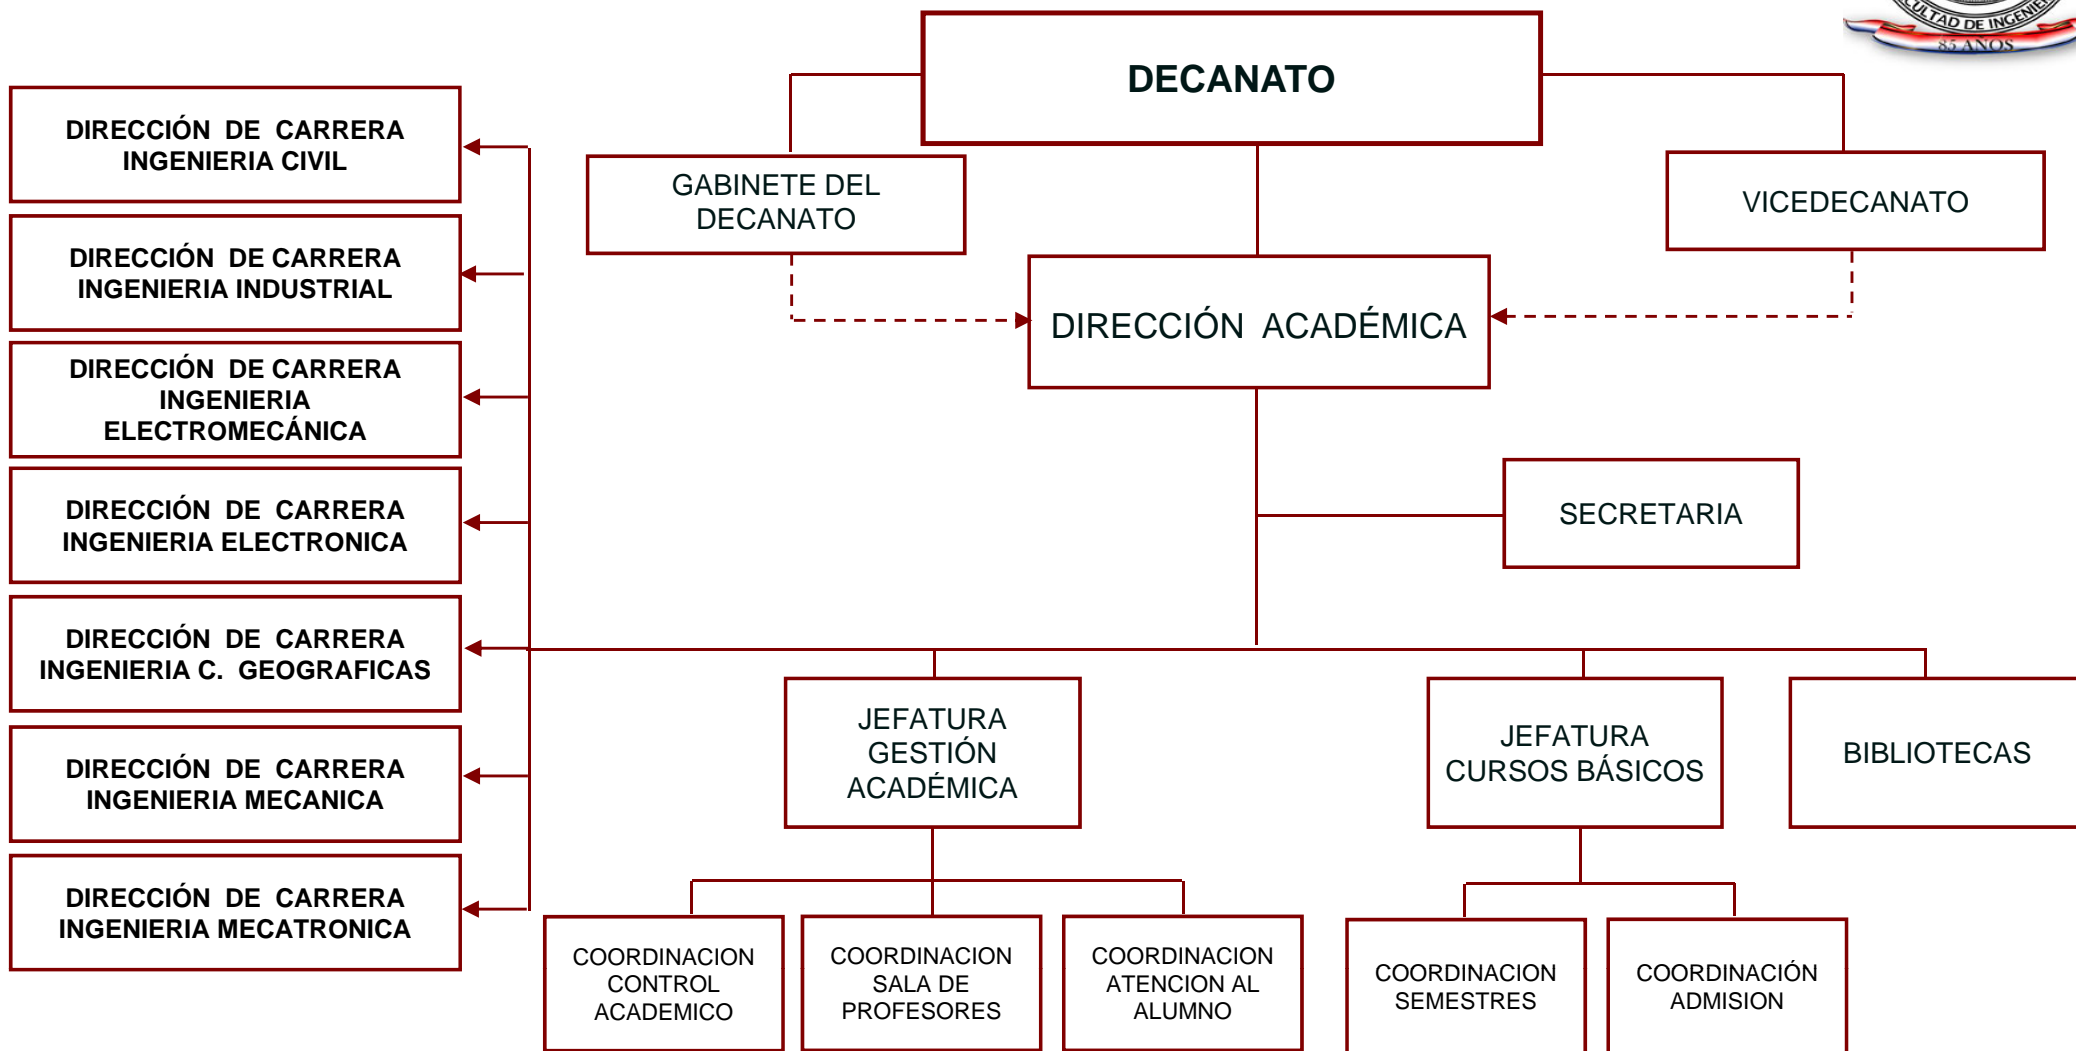 CULTAD DE INGENIE
85 AÑOS
DECANATO
GABINETE DEL
DECANATO
VICEDECANATO
DIRECCIÓN ACADÉMICA
SECRETARIA
DIRECCIÓN DE CARRERA
INGENIERIA CIVIL
DIRECCIÓN DE CARRERA
INGENIERIA INDUSTRIAL
DIRECCIÓN DE CARRERA
INGENIERIA
ELECTROMECÁNICA
DIRECCIÓN DE CARRERA
INGENIERIA ELECTRONICA
DIRECCIÓN DE CARRERA
INGENIERIA C. GEOGRAFICAS
DIRECCIÓN DE CARRERA
INGENIERIA MECANICA
DIRECCIÓN DE CARRERA
INGENIERIA MECATRONICA
JEFATURA
GESTIÓN
ACADÉMICA
JEFATURA
CURSOS BÁSICOS
BIBLIOTECAS
COORDINACION
CONTROL
ACADEMICO
COORDINACION
SALA DE
PROFESORES
COORDINACION
ATENCION AL
ALUMNO
COORDINACION
SEMESTRES
COORDINACIÓN
ADMISION